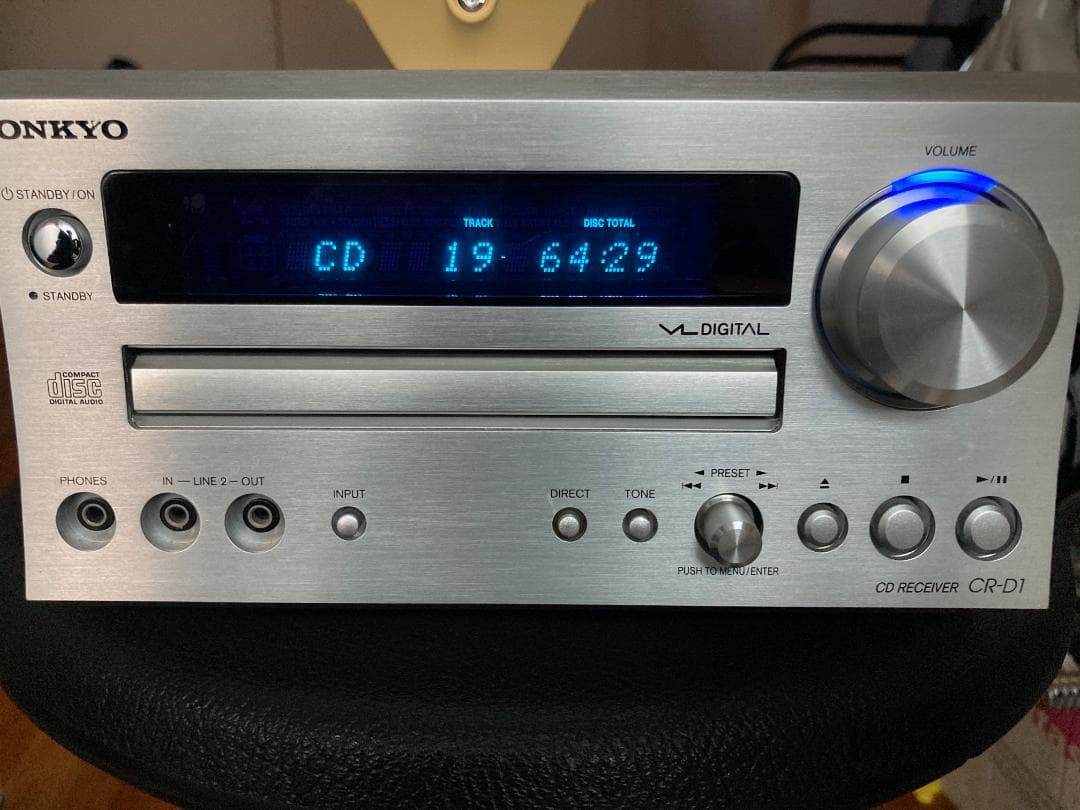 ONKYO
VOLUME
STANDBY/ON
TRACK DISC TOTAL
CD 19 64:29
STANDBY
VL DIGITAL
COMPACT
disc
DIGITAL AUDIO
PHONES
IN — LINE 2 — OUT
INPUT
DIRECT
TONE
◄ PRESET ►
PUSH TO MENU/ENTER
CD RECEIVER CR-D1